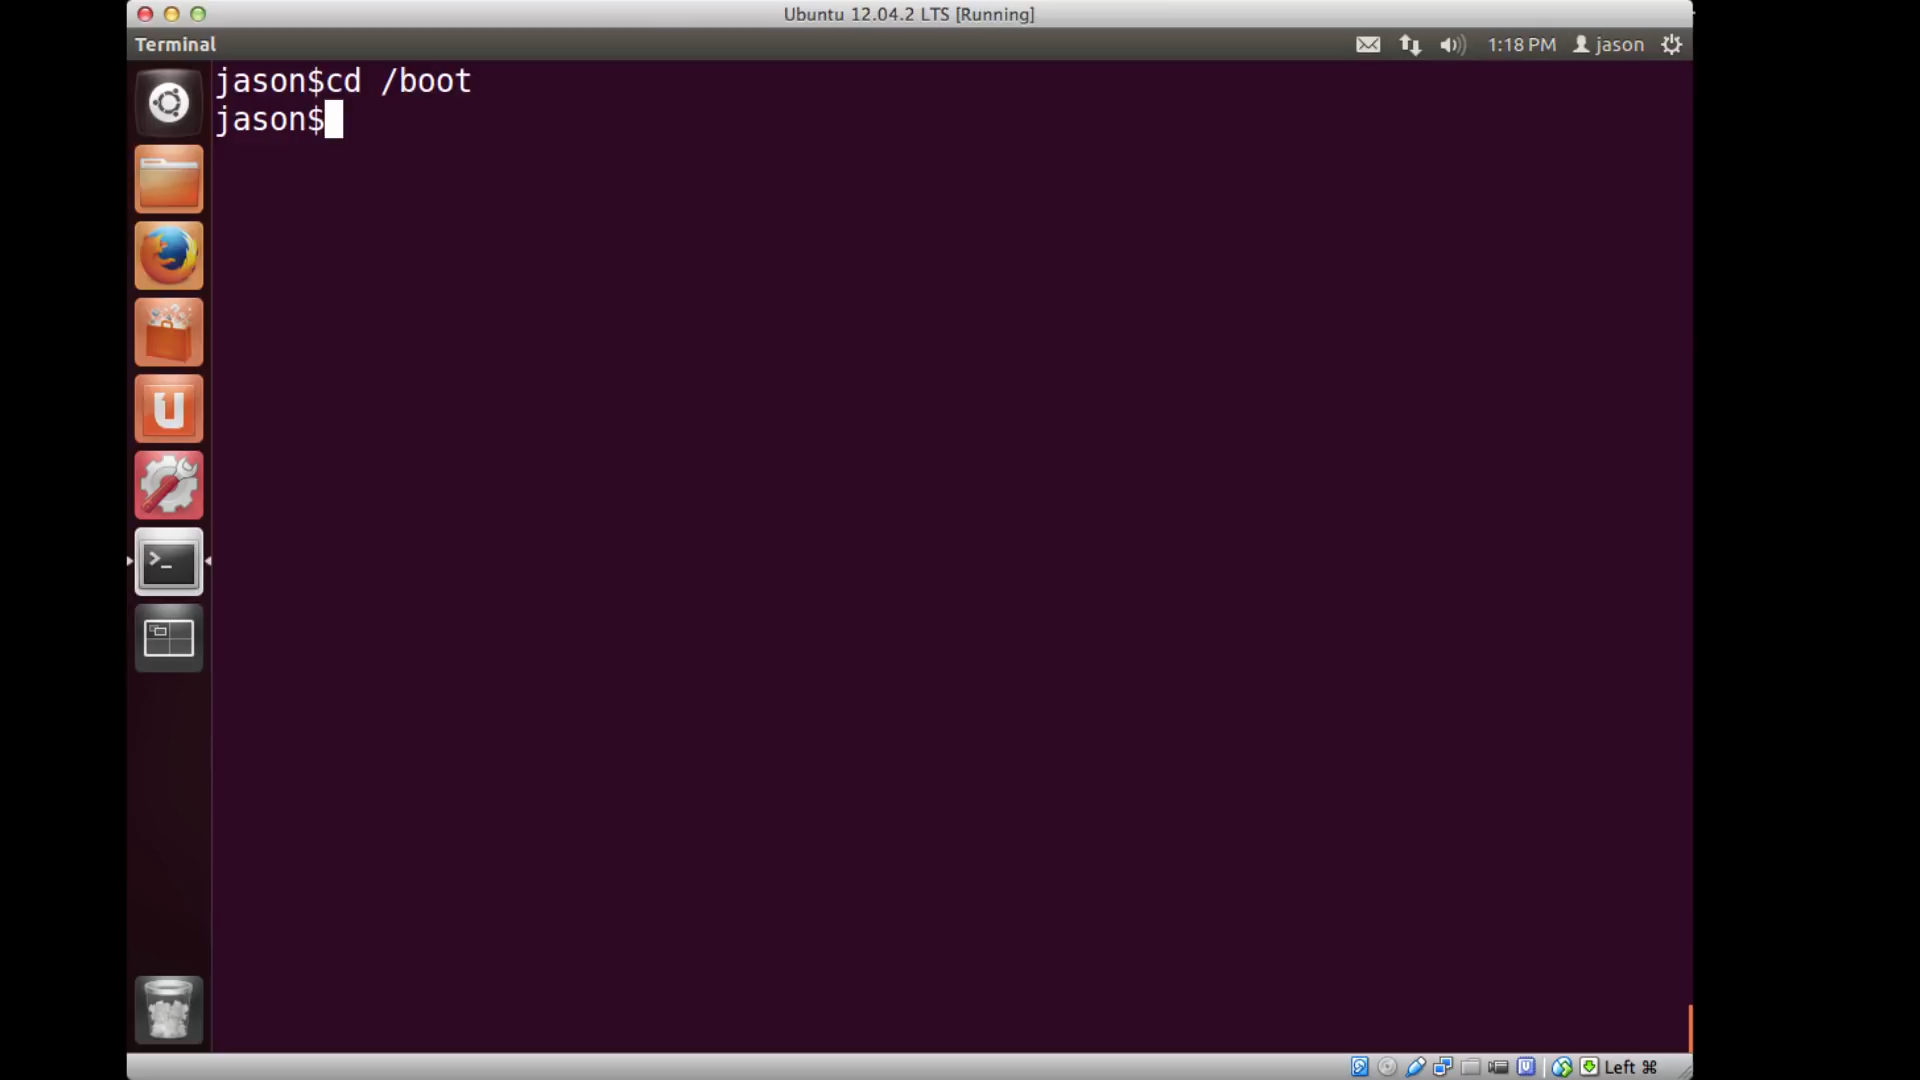 Ubuntu 12.04.2 LTS [Running]
Terminal
1:18 PM
jason
jason$cd /boot
jason$
Left ⌘